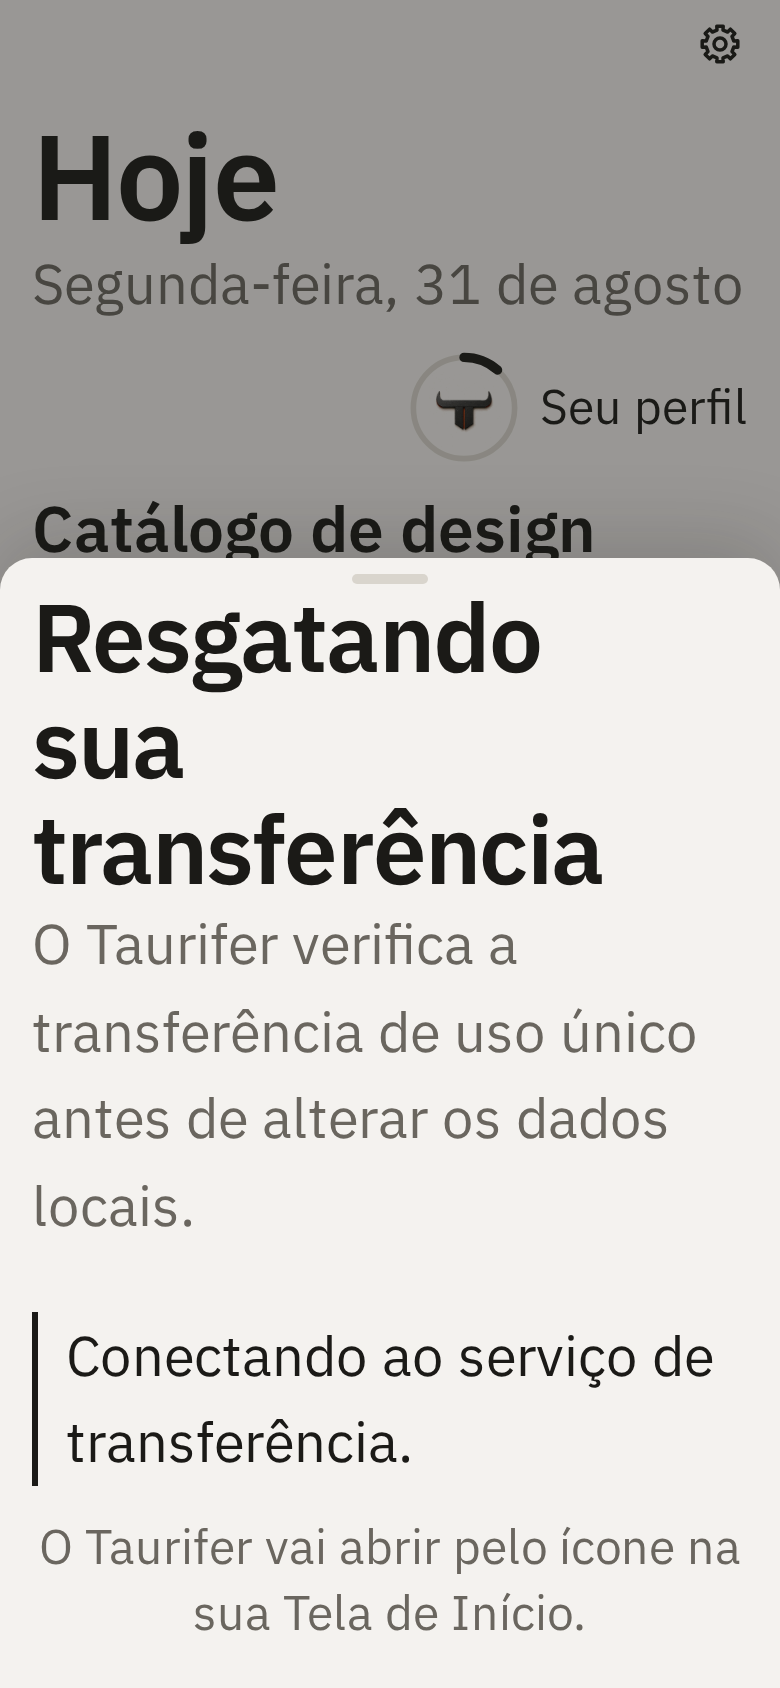 Hoje
Segunda-feira, 31 de agosto
Seu perfil
Catálogo de design
Resgatando
sua
transferência
O Taurifer verifica a
transferência de uso único
antes de alterar os dados
locais.
Conectando ao serviço de
transferência.
O Taurifer vai abrir pelo ícone na
sua Tela de Início.